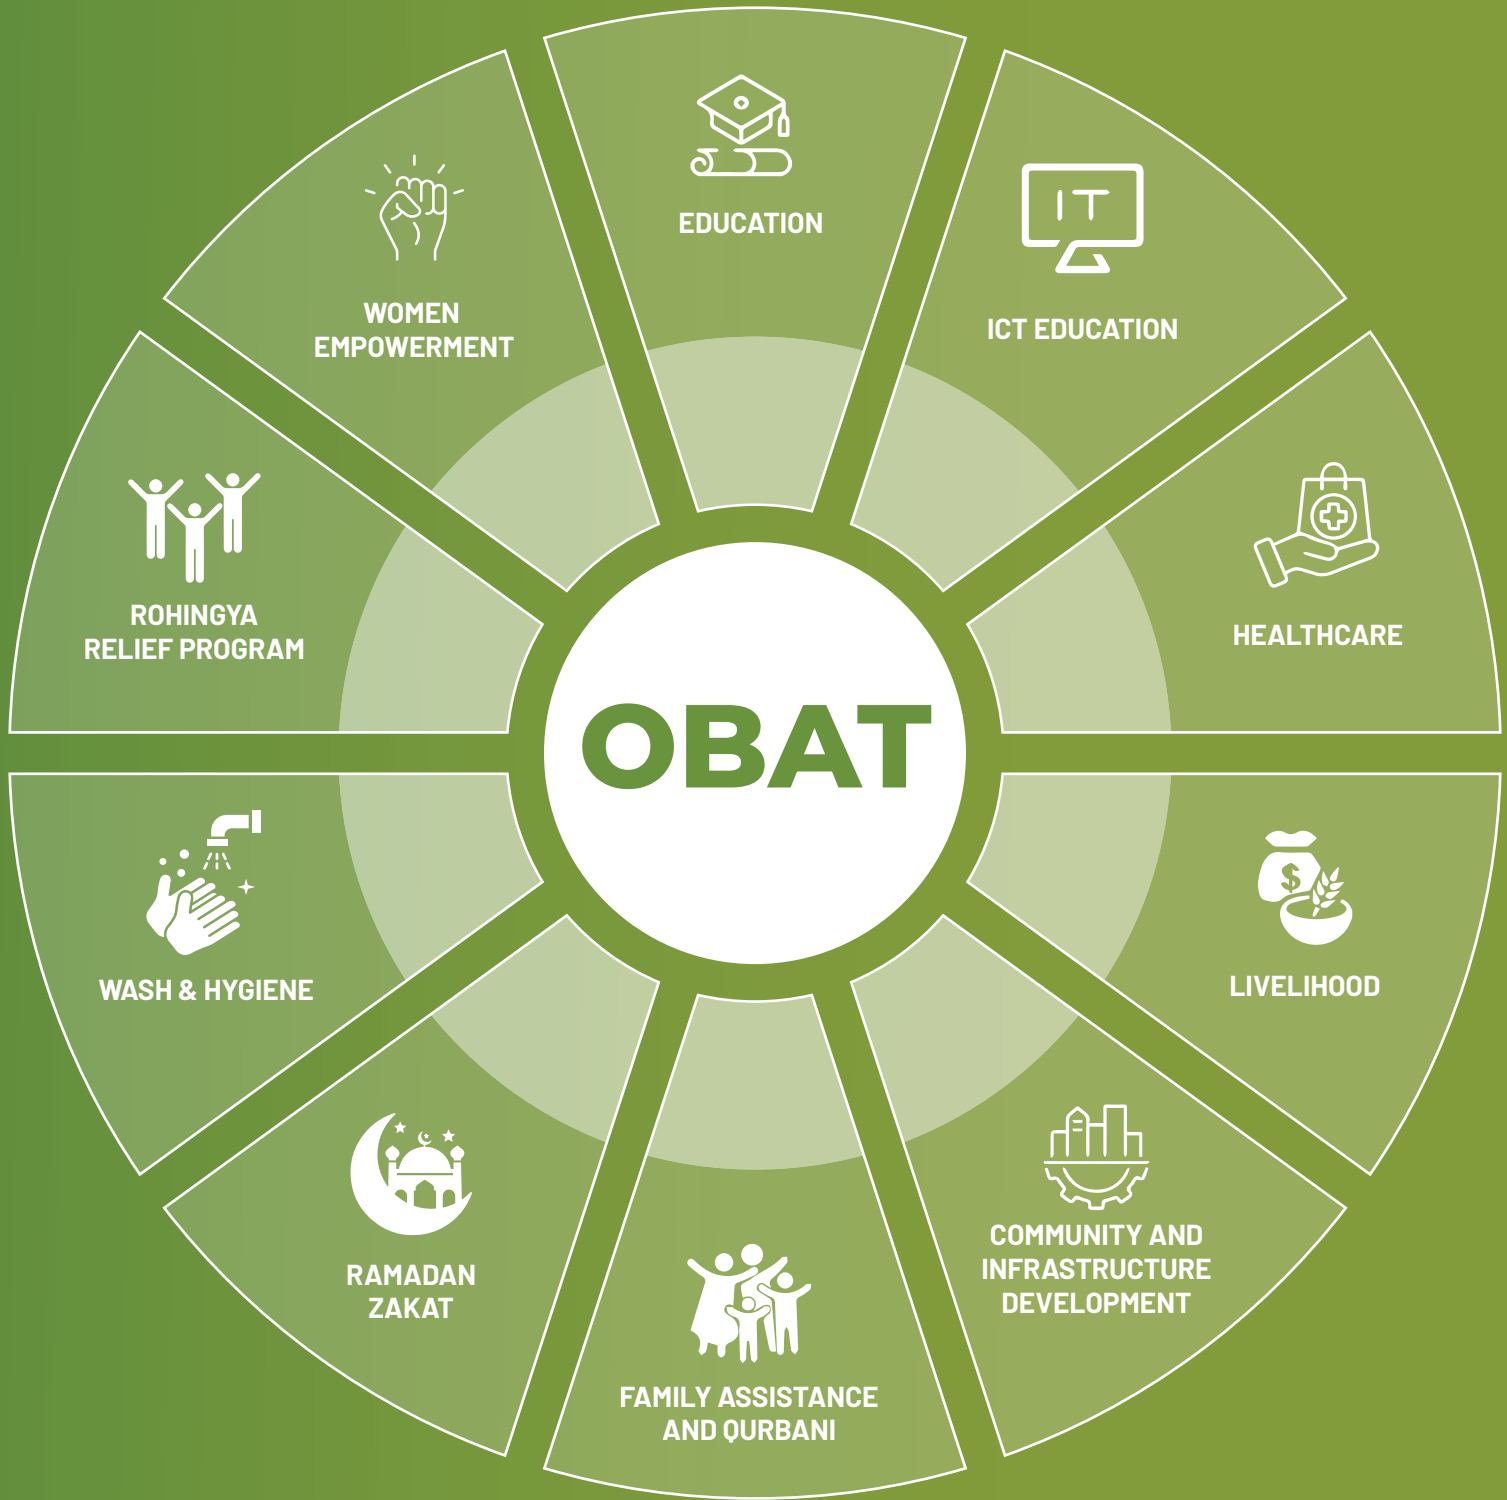 EDUCATION
IT
ICT EDUCATION
HEALTHCARE
$
LIVELIHOOD
COMMUNITY AND
INFRASTRUCTURE
DEVELOPMENT
FAMILY ASSISTANCE
AND QURBANI
RAMADAN
ZAKAT
WASH & HYGIENE
ROHINGYA
RELIEF PROGRAM
WOMEN
EMPOWERMENT
OBAT